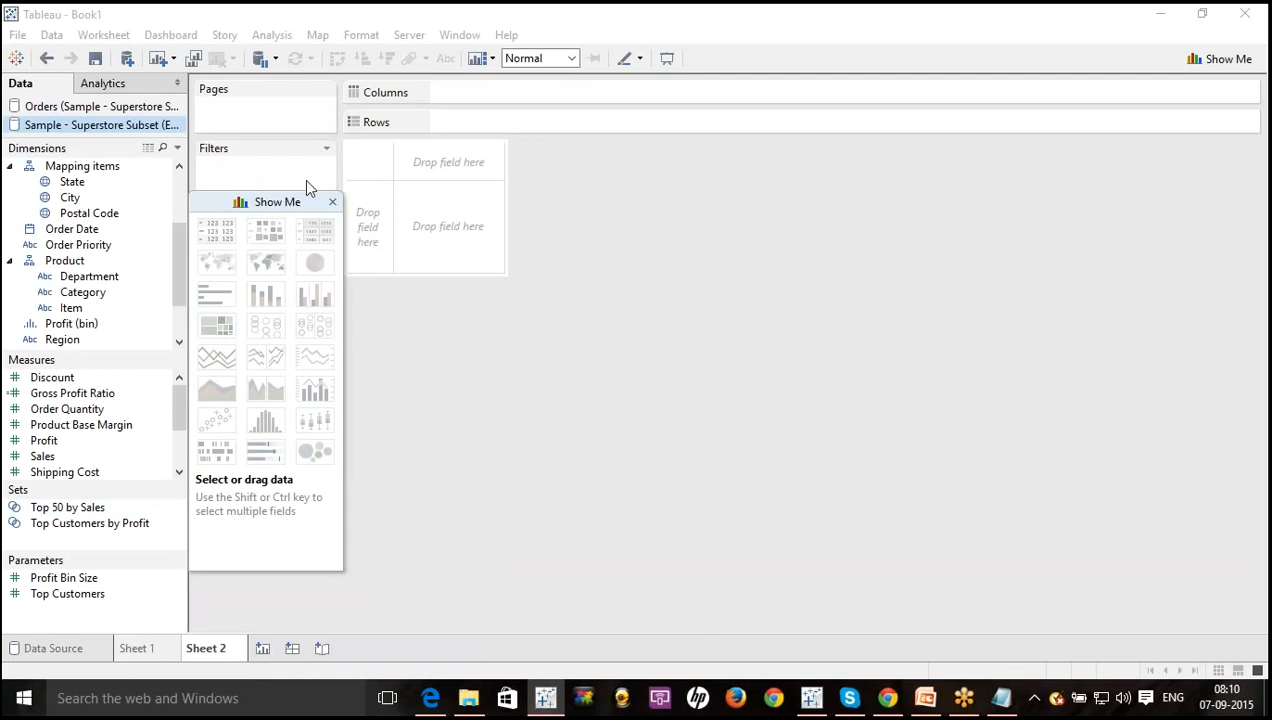 Tableau - Book1
File Data Worksheet Dashboard Story Analysis Map Format Server Window Help
Abc Normal Show Me
Data Analytics
Orders (Sample - Superstore S...
Sample - Superstore Subset (E...
Dimensions
Mapping items
State
City
Postal Code
Order Date
Abc Order Priority
Product
Abc Department
Abc Category
Abc Item
Profit (bin)
Abc Region
Measures
Discount
Gross Profit Ratio
Order Quantity
Product Base Margin
Profit
Sales
Shipping Cost
Sets
Top 50 by Sales
Top Customers by Profit
Parameters
Profit Bin Size
Top Customers
Pages
Filters
Columns
Rows
Drop field here
Drop
field
here
Drop field here
Show Me
Select or drag data
Use the Shift or Ctrl key to
select multiple fields
Data Source Sheet 1 Sheet 2
Search the web and Windows
ENG
08:10
07-09-2015